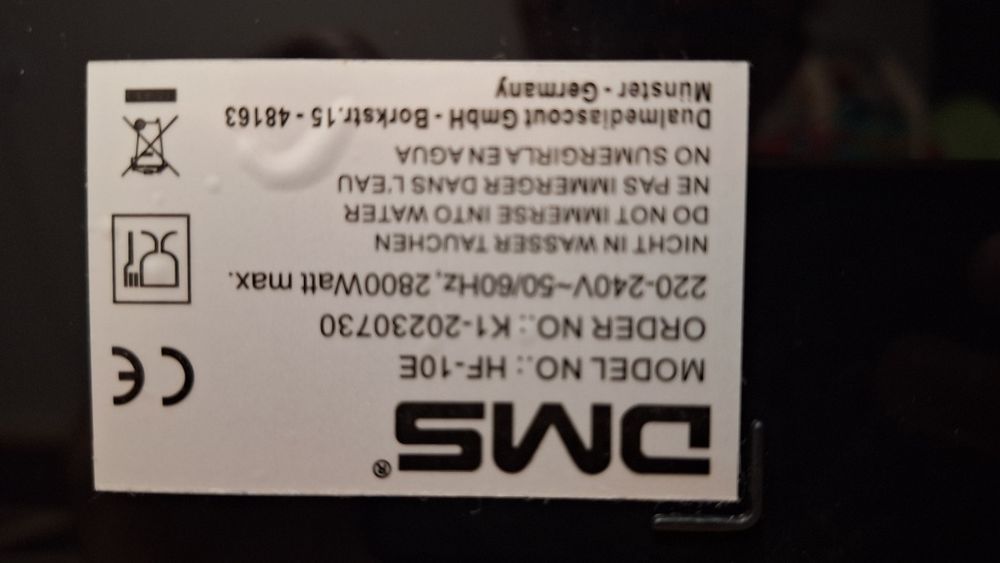 DMS®
MODEL NO.: HF-10E
ORDER NO.: K1-20230730
220-240V~50/60Hz, 2800Watt max.
NICHT IN WASSER TAUCHEN
DO NOT IMMERSE INTO WATER
NE PAS IMMERGER DANS L'EAU
NO SUMERGIRLA EN AGUA
Dualmediascout GmbH - Borkstr.15 - 48163
Münster - Germany
CE